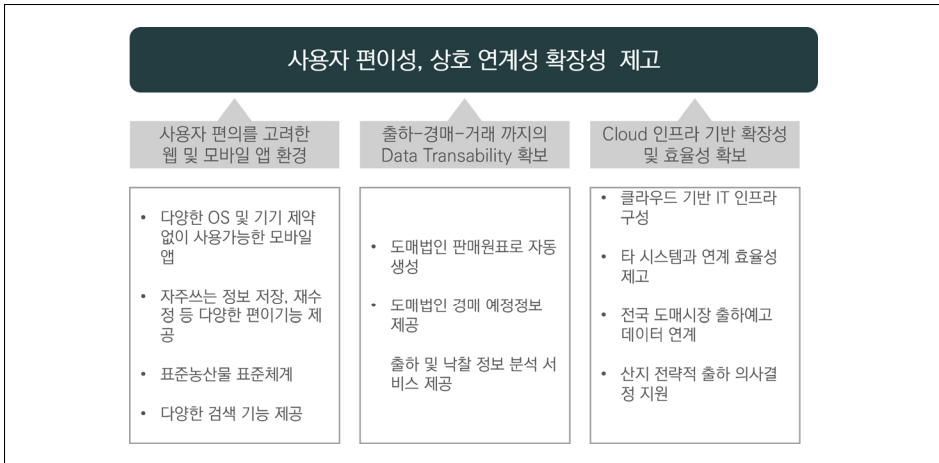 사용자 편이성, 상호 연계성 확장성 제고
사용자 편의를 고려한
웹 및 모바일 앱 환경
• 다양한 OS 및 기기 제약
없이 사용가능한 모바일
앱
• 자주쓰는 정보 저장, 재수
정 등 다양한 편이기능 제
공
• 표준농산물 표준체계
• 다양한 검색 기능 제공
출하-경매-거래 까지의
Data Transability 확보
• 도매법인 판매원표로 자동
생성
• 도매법인 경매 예정정보
제공
출하 및 낙찰 정보 분석 서
비스 제공
Cloud 인프라 기반 확장성
및 효율성 확보
• 클라우드 기반 IT 인프라
구성
• 타 시스템과 연계 효율성
제고
• 전국 도매시장 출하예고
데이터 연계
• 산지 전략적 출하 의사결
정 지원